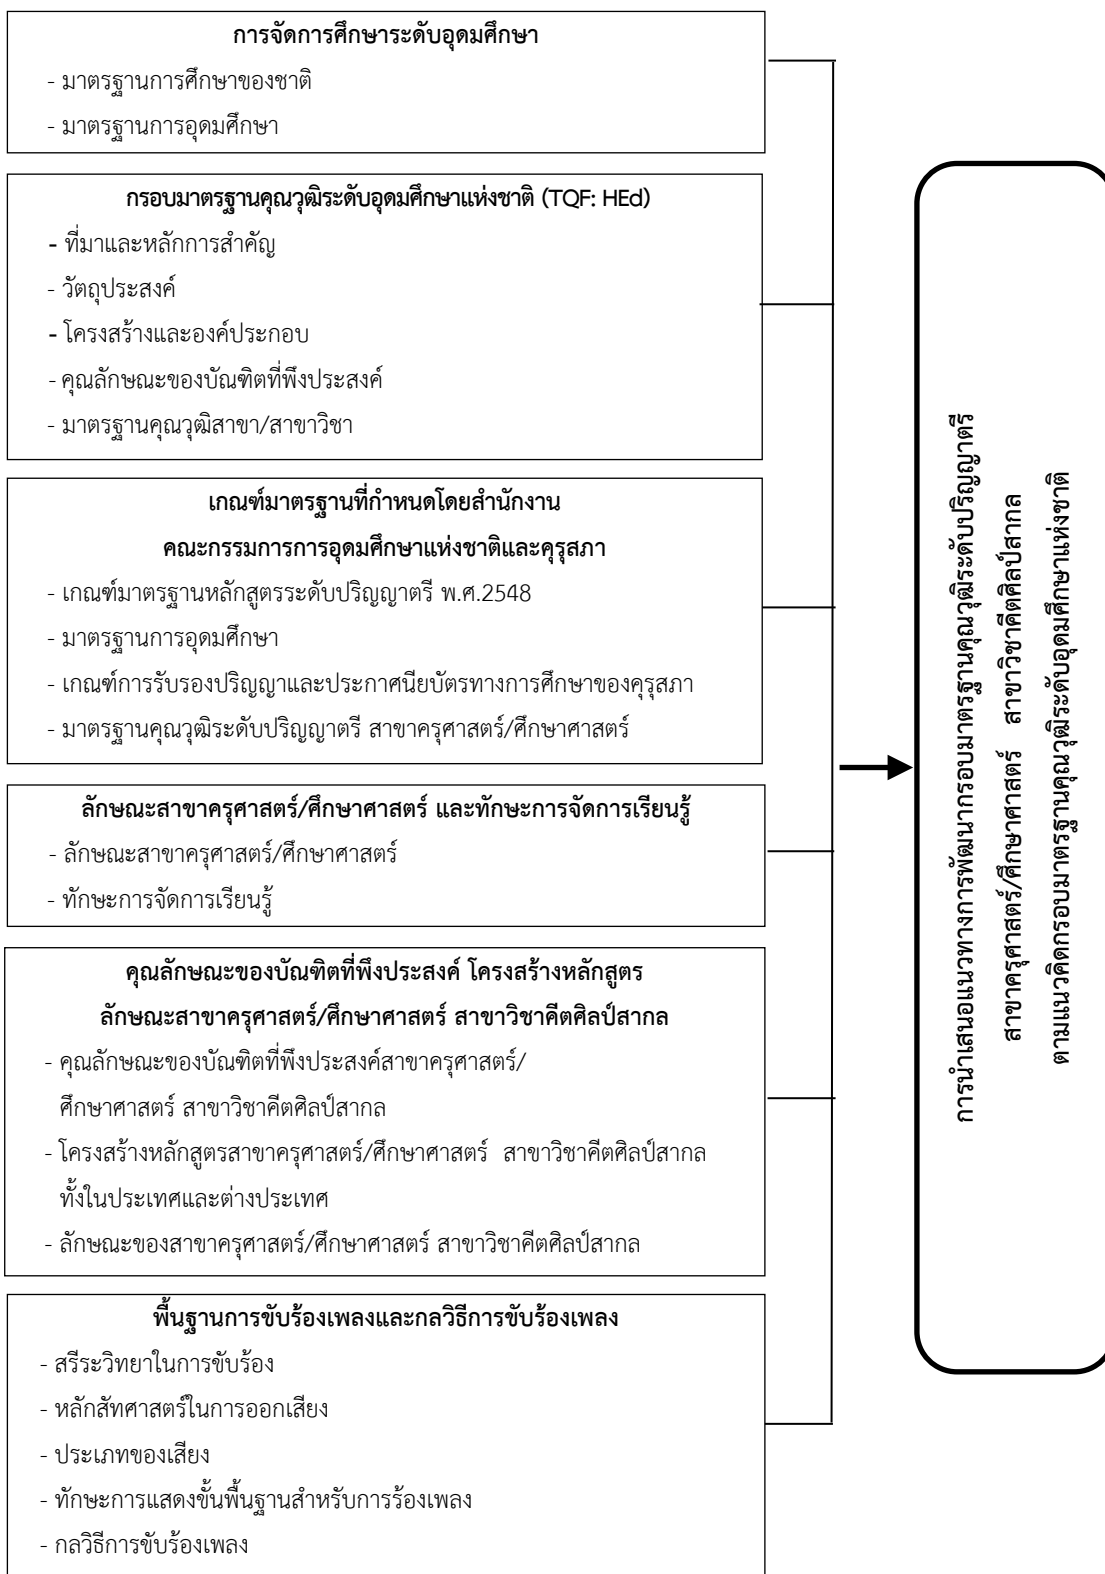 การจัดการศึกษาระดับอุดมศึกษา
- มาตรฐานการศึกษาของชาติ
- มาตรฐานการอุดมศึกษา
กรอบมาตรฐานคุณวุฒิระดับอุดมศึกษาแห่งชาติ (TQF: HEd)
- ที่มาและหลักการสำคัญ
- วัตถุประสงค์
- โครงสร้างและองค์ประกอบ
- คุณลักษณะของบัณฑิตที่พึงประสงค์
- มาตรฐานคุณวุฒิสาขา/สาขาวิชา
เกณฑ์มาตรฐานที่กำหนดโดยสำนักงาน
คณะกรรมการการอุดมศึกษาแห่งชาติและคุรุสภา
- เกณฑ์มาตรฐานหลักสูตรระดับปริญญาตรี พ.ศ.2548
- มาตรฐานการอุดมศึกษา
- เกณฑ์การรับรองปริญญาและประกาศนียบัตรทางการศึกษาของคุรุสภา
- มาตรฐานคุณวุฒิระดับปริญญาตรี สาขาครุศาสตร์/ศึกษาศาสตร์
ลักษณะสาขาครุศาสตร์/ศึกษาศาสตร์ และทักษะการจัดการเรียนรู้
- ลักษณะสาขาครุศาสตร์/ศึกษาศาสตร์
- ทักษะการจัดการเรียนรู้
คุณลักษณะของบัณฑิตที่พึงประสงค์ โครงสร้างหลักสูตร
ลักษณะสาขาครุศาสตร์/ศึกษาศาสตร์ สาขาวิชาคีตศิลป์สากล
- คุณลักษณะของบัณฑิตที่พึงประสงค์สาขาครุศาสตร์/
ศึกษาศาสตร์ สาขาวิชาคีตศิลป์สากล
- โครงสร้างหลักสูตรสาขาครุศาสตร์/ศึกษาศาสตร์ สาขาวิชาคีตศิลป์สากล
ทั้งในประเทศและต่างประเทศ
- ลักษณะของสาขาครุศาสตร์/ศึกษาศาสตร์ สาขาวิชาคีตศิลป์สากล
พื้นฐานการขับร้องเพลงและกลวิธีการขับร้องเพลง
- สรีระวิทยาในการขับร้อง
- หลักสัทศาสตร์ในการออกเสียง
- ประเภทของเสียง
- ทักษะการแสดงขั้นพื้นฐานสำหรับการร้องเพลง
- กลวิธีการขับร้องเพลง
การนำเสนอแนวทางการพัฒนากรอบมาตรฐานคุณวุฒิระดับปริญญาตรี
สาขาครุศาสตร์/ศึกษาศาสตร์ สาขาวิชาคีตศิลป์สากล
ตามแนวคิดกรอบมาตรฐานคุณวุฒิระดับอุดมศึกษาแห่งชาติ